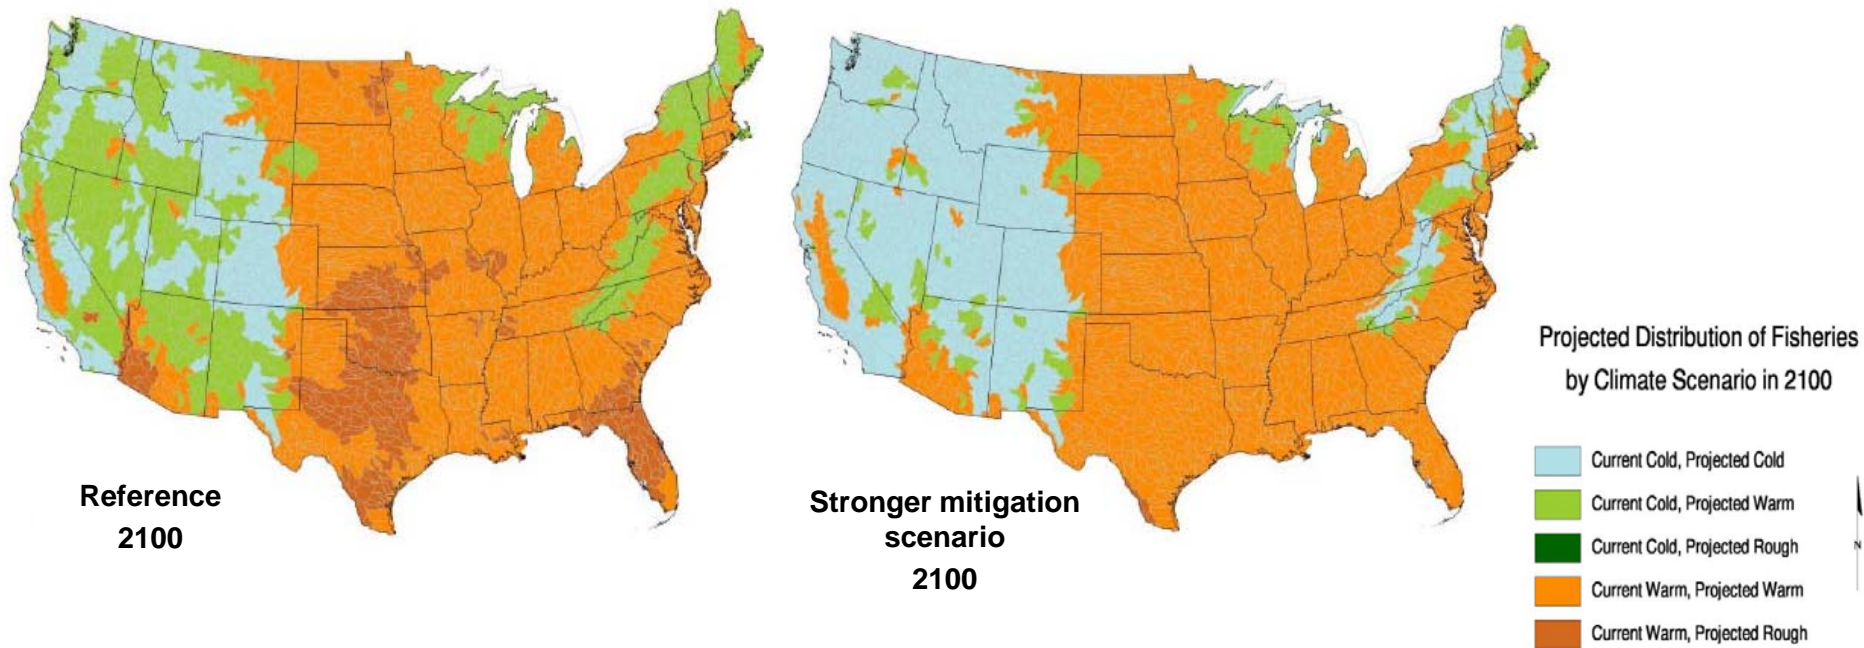 Reference
2100
Stronger mitigation
scenario
2100
Projected Distribution of Fisheries
by Climate Scenario in 2100
Current Cold, Projected Cold
Current Cold, Projected Warm
Current Cold, Projected Rough
Current Warm, Projected Warm
Current Warm, Projected Rough
N